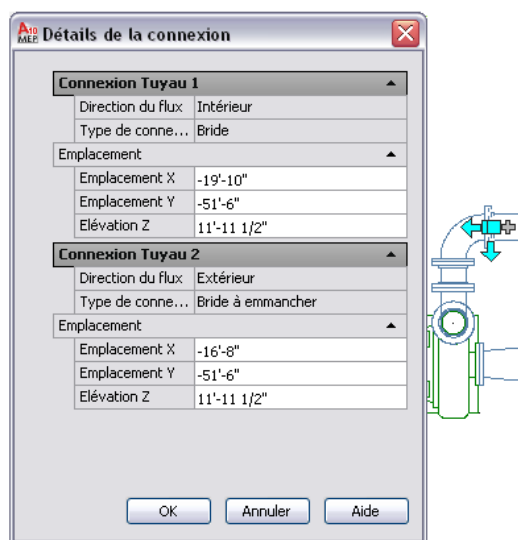 A10
MEP
Détails de la connexion
Connexion Tuyau 1
Direction du flux Intérieur
Type de conne... Bride
Emplacement
Emplacement X -19'-10"
Emplacement Y -51'-6"
Elévation Z 11'-11 1/2"
Connexion Tuyau 2
Direction du flux Extérieur
Type de conne... Bride à emmancher
Emplacement
Emplacement X -16'-8"
Emplacement Y -51'-6"
Elévation Z 11'-11 1/2"
OK Annuler Aide